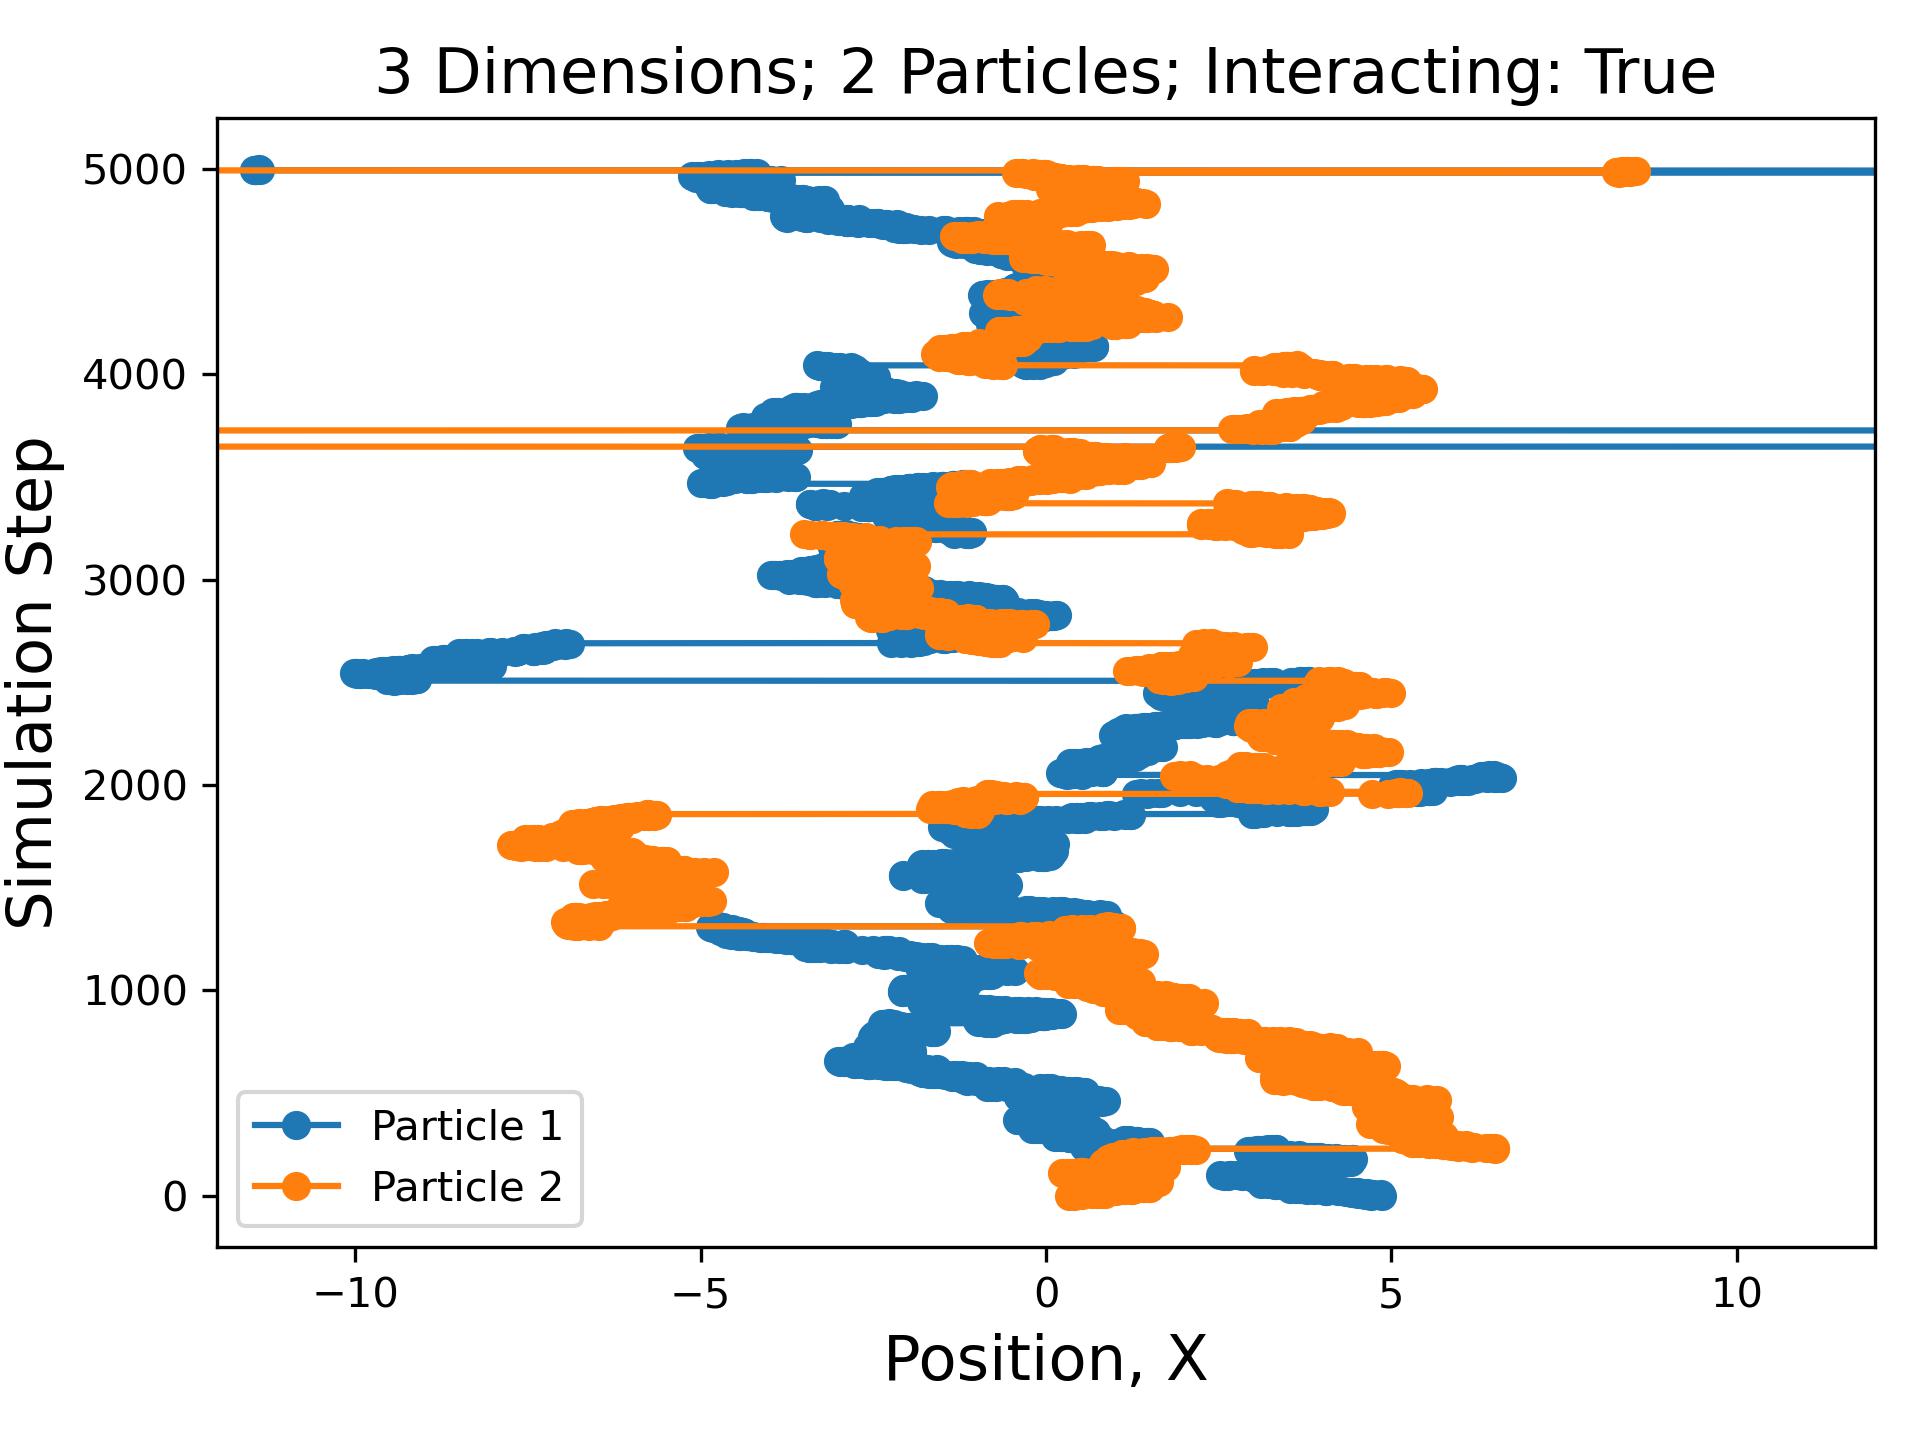 3 Dimensions; 2 Particles; Interacting: True
Simulation Step
5000
4000
3000
2000
1000
0
Particle 1
Particle 2
−10
−5
0
5
10
Position, X